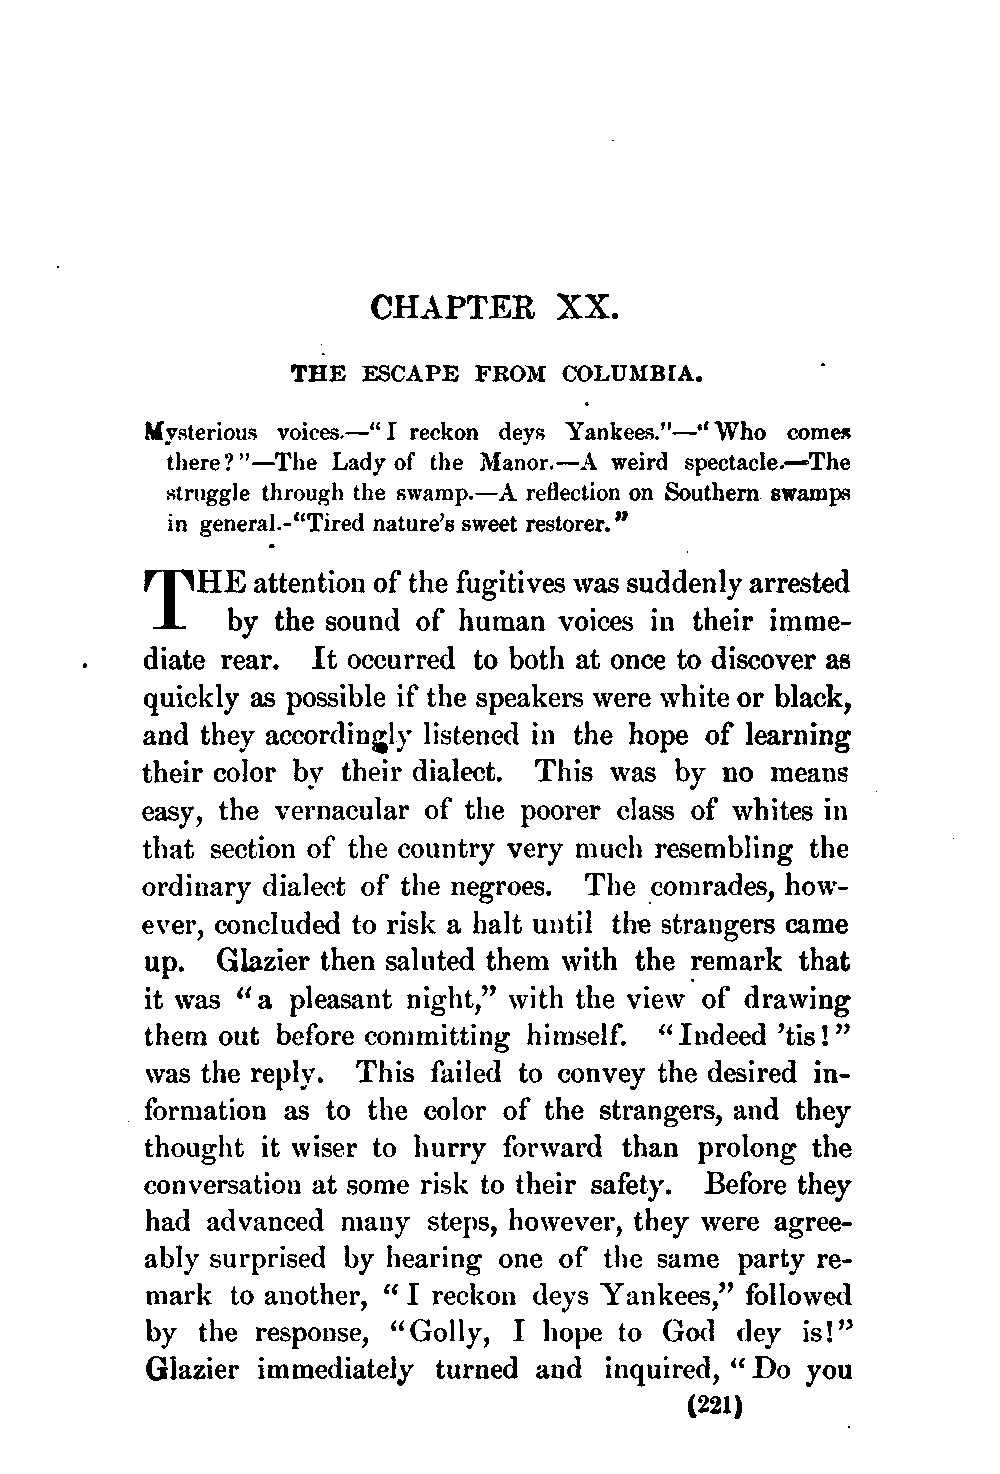 CHAPTER XX.
THE ESCAPE FROM COLUMBIA.
Mysterious voices.—“I reckon deys Yankees.”—“Who comes
there?”—The Lady of the Manor.—A weird spectacle.—The
struggle through the swamp.—A reflection on Southern swamps
in general.-“Tired nature’s sweet restorer.”
THE attention of the fugitives was suddenly arrested
by the sound of human voices in their imme-
diate rear. It occurred to both at once to discover as
quickly as possible if the speakers were white or black,
and they accordingly listened in the hope of learning
their color by their dialect. This was by no means
easy, the vernacular of the poorer class of whites in
that section of the country very much resembling the
ordinary dialect of the negroes. The comrades, how-
ever, concluded to risk a halt until the strangers came
up. Glazier then saluted them with the remark that
it was “a pleasant night,” with the view of drawing
them out before committing himself. “Indeed ’tis!”
was the reply. This failed to convey the desired in-
formation as to the color of the strangers, and they
thought it wiser to hurry forward than prolong the
conversation at some risk to their safety. Before they
had advanced many steps, however, they were agree-
ably surprised by hearing one of the same party re-
mark to another, “I reckon deys Yankees,” followed
by the response, “Golly, I hope to God dey is!”
Glazier immediately turned and inquired, “Do you
(221)